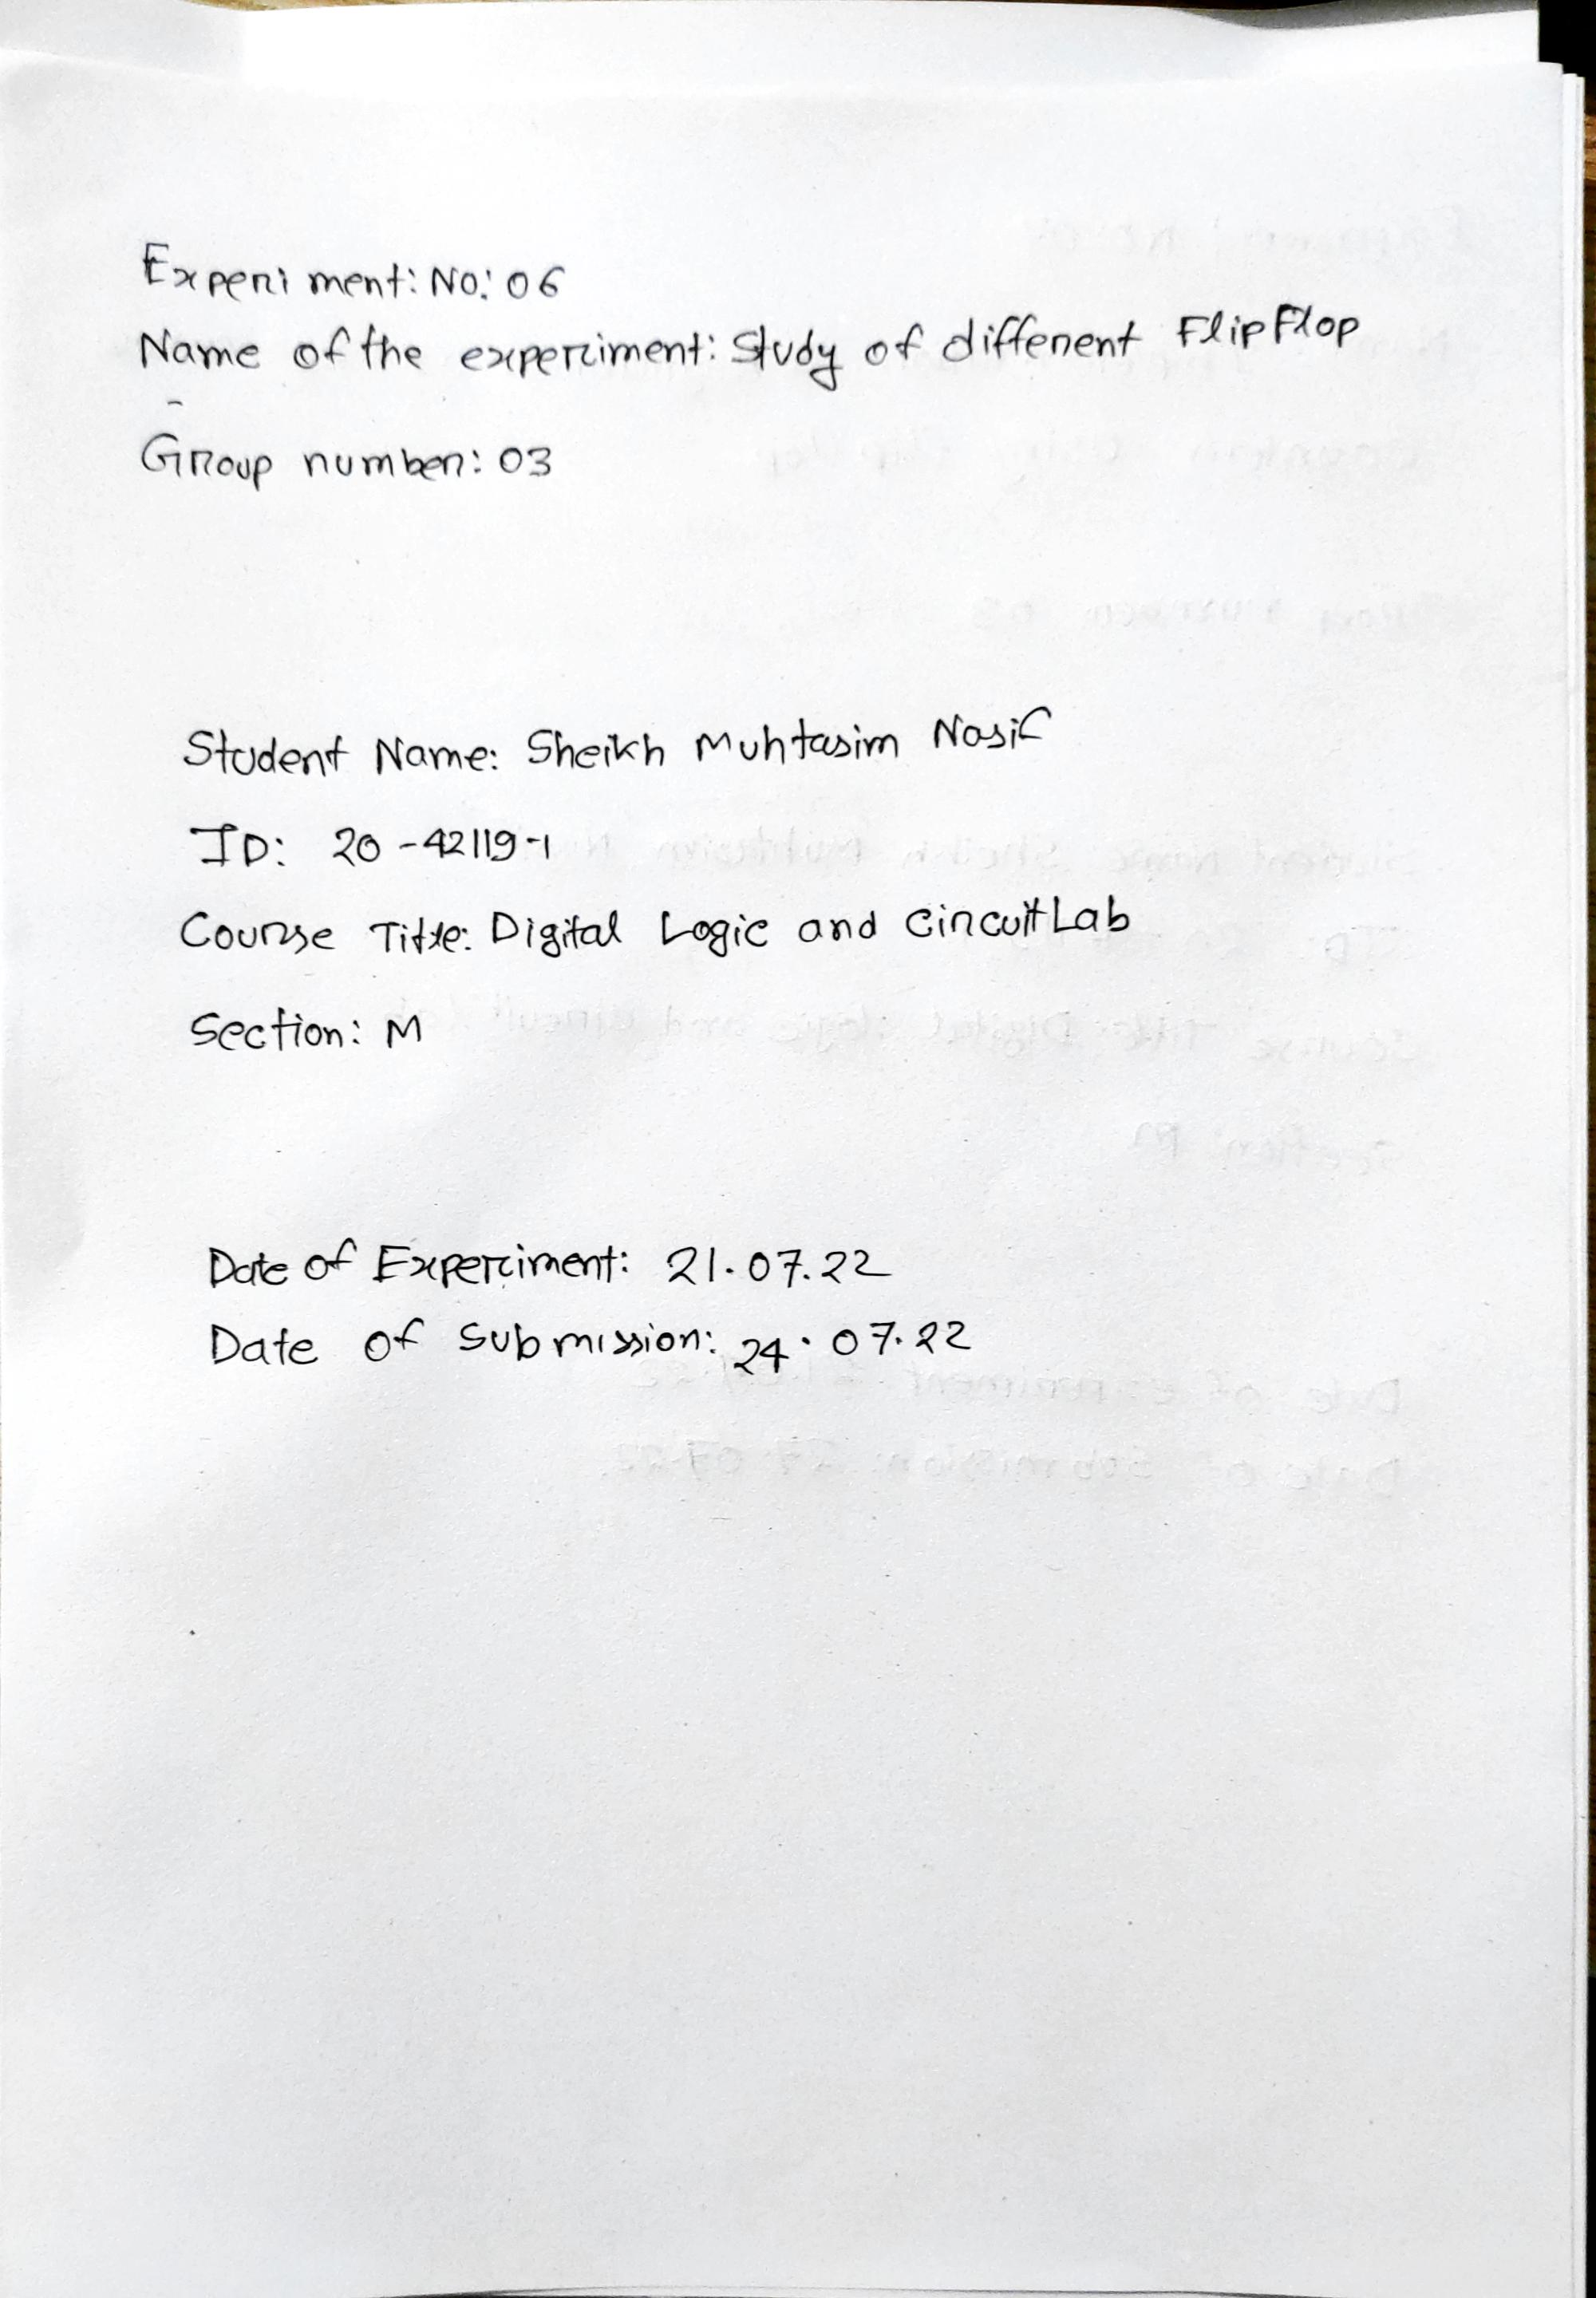 Experiment: No: 06
Name of the experiment: Study of different FlipFlop
Group number: 03
Student Name: Sheikh Muhtasim Nasif
ID: 20-42119-1
Course Title: Digital Logic and Circuit Lab
Section: M
Date of Experiment: 21.07.22
Date of Submission: 24.07.22